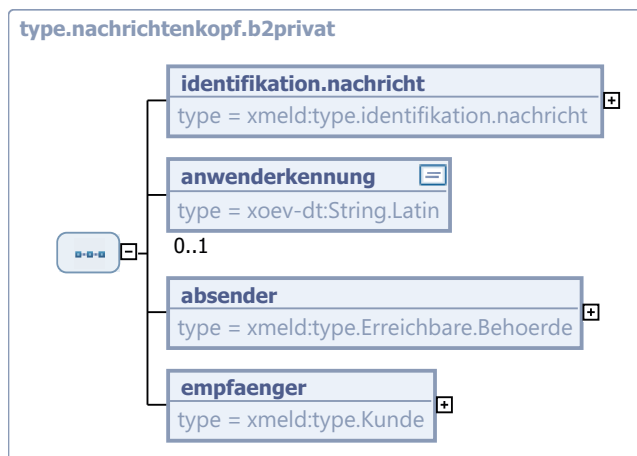 type.nachrichtenkopf.b2privat
identifikation.nachricht
type = xmeld:type.identifikation.nachricht
anwenderkennung
type = xoev-dt:String.Latin
0..1
absender
type = xmeld:type.Erreichbare.Behoerde
empfaenger
type = xmeld:type.Kunde